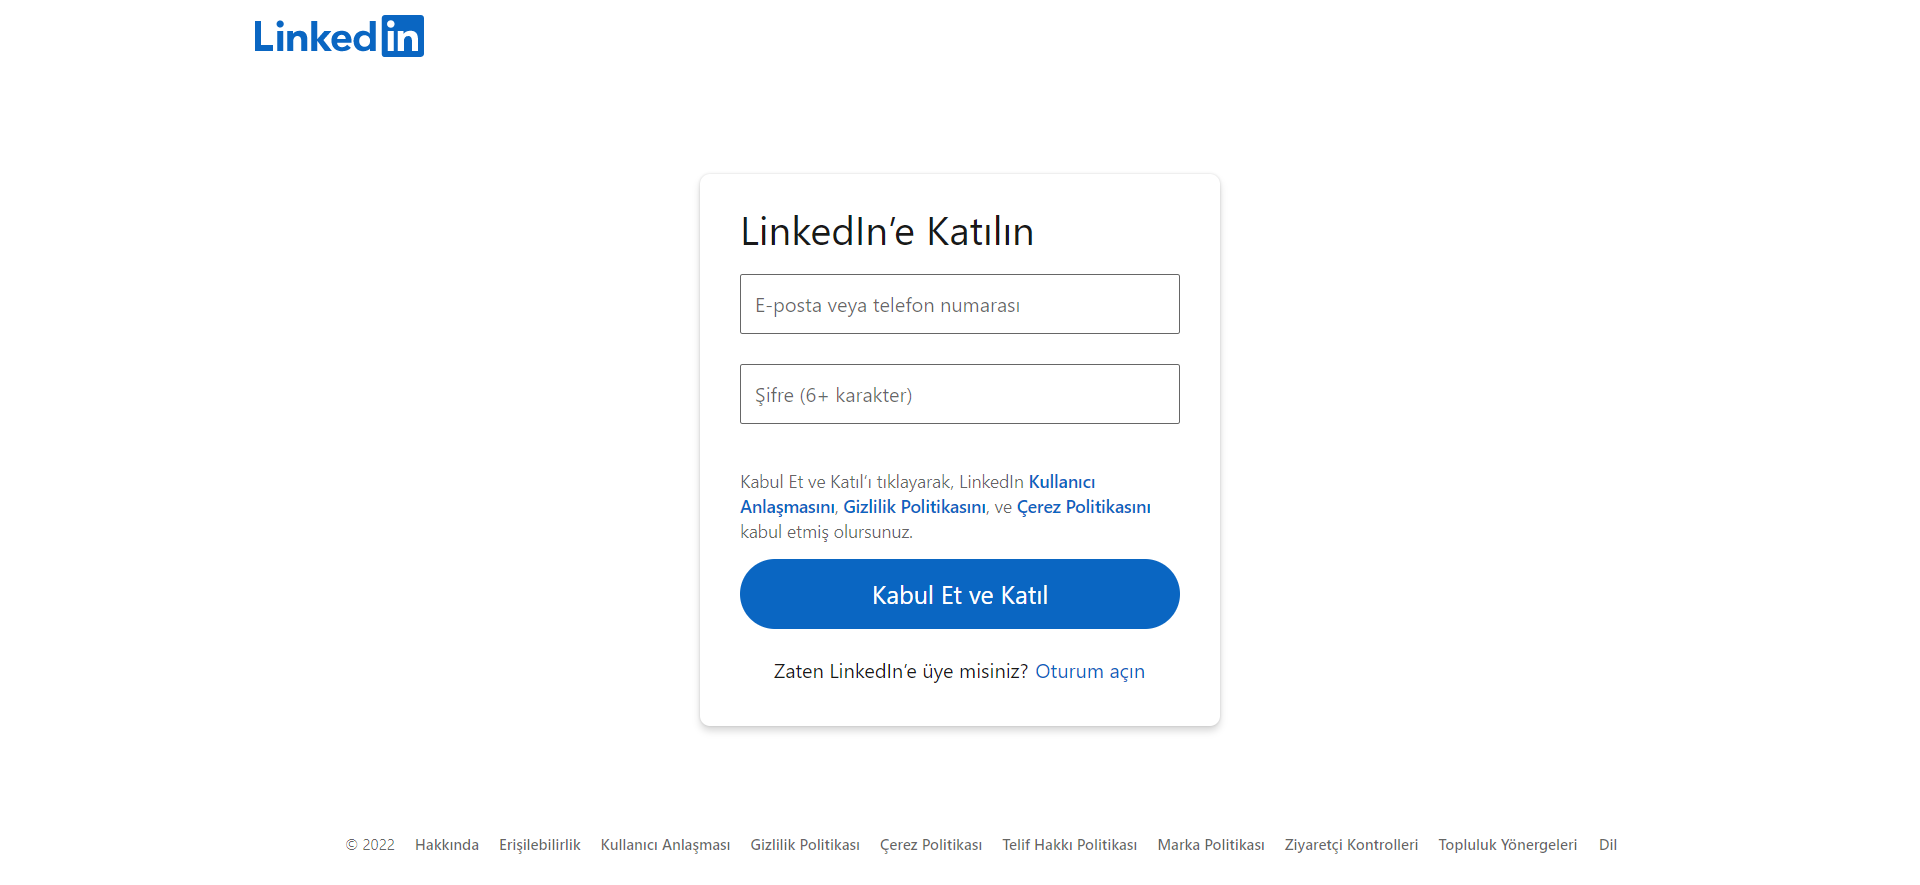 LinkedIn
LinkedIn’e Katılın
E-posta veya telefon numarası
Şifre (6+ karakter)
Kabul Et ve Katıl’ı tıklayarak, LinkedIn Kullanıcı
Anlaşmasını, Gizlilik Politikasını, ve Çerez Politikasını
kabul etmiş olursunuz.
Kabul Et ve Katıl
Zaten LinkedIn’e üye misiniz? Oturum açın
© 2022 Hakkında Erişilebilirlik Kullanıcı Anlaşması Gizlilik Politikası Çerez Politikası Telif Hakkı Politikası Marka Politikası Ziyaretçi Kontrolleri Topluluk Yönergeleri Dil